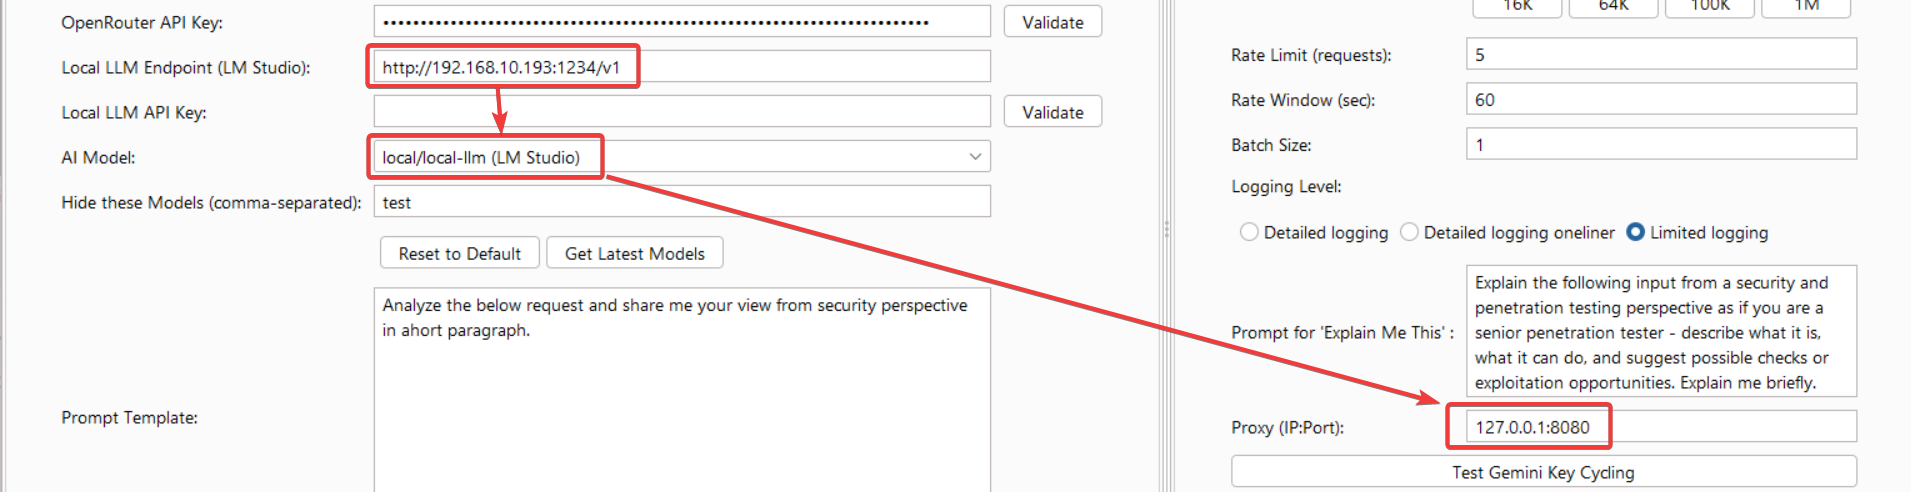 OpenRouter API Key:
••••••••••••••••••••••••••••••••••••••••••••••••••••••••••••••••••••••••
Validate
Local LLM Endpoint (LM Studio):
http://192.168.10.193:1234/v1
Local LLM API Key:
Validate
AI Model:
local/local-llm (LM Studio)
Hide these Models (comma-separated):
test
Reset to Default
Get Latest Models
Prompt Template:
Analyze the below request and share me your view from security perspective
in ahort paragraph.
16K
64K
100K
1M
Rate Limit (requests):
5
Rate Window (sec):
60
Batch Size:
1
Logging Level:
Detailed logging
Detailed logging oneliner
Limited logging
Prompt for 'Explain Me This' :
Explain the following input from a security and
penetration testing perspective as if you are a
senior penetration tester - describe what it is,
what it can do, and suggest possible checks or
exploitation opportunities. Explain me briefly.
Proxy (IP:Port):
127.0.0.1:8080
Test Gemini Key Cycling